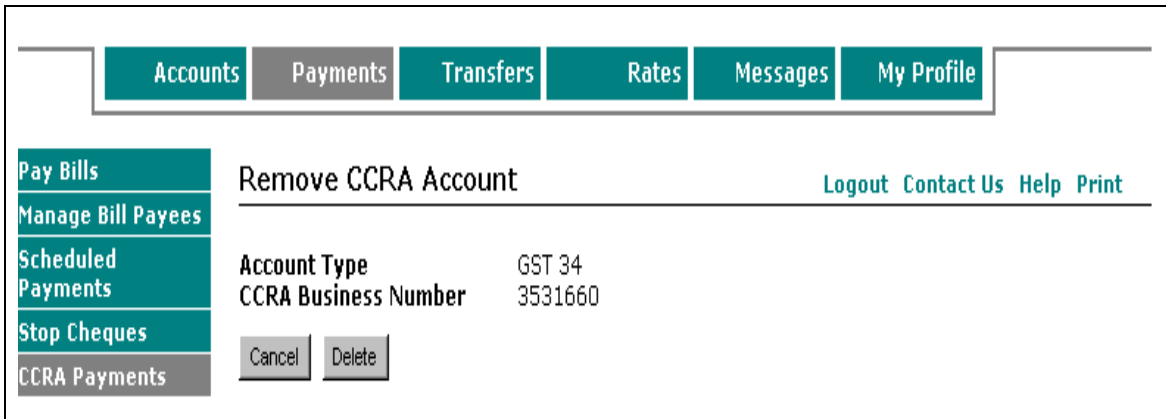 Accounts Payments Transfers Rates Messages My Profile
Pay Bills
Manage Bill Payees
Scheduled
Payments
Stop Cheques
CCRA Payments
Remove CCRA Account
Logout Contact Us Help Print
Account Type GST 34
CCRA Business Number 3531660
Cancel Delete